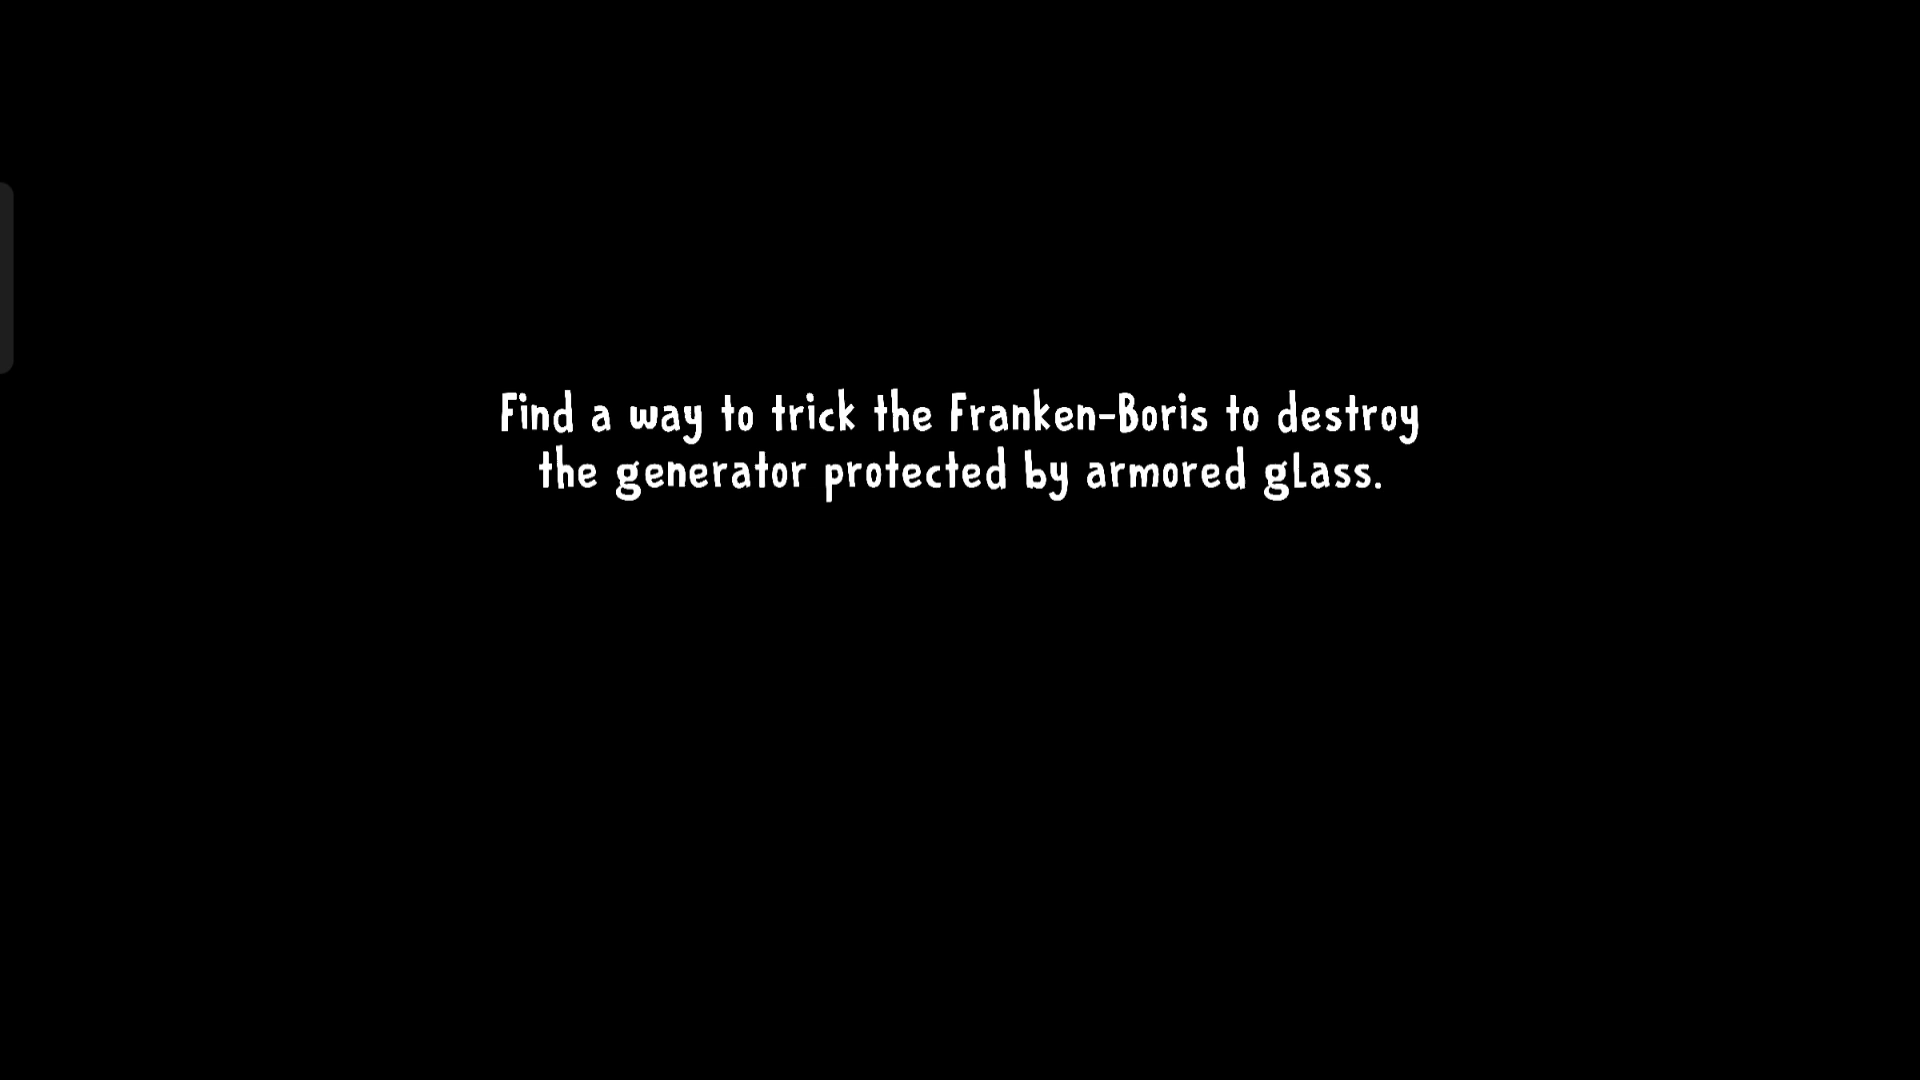 Find a way to trick the Franken-Boris to destroy
the generator protected by armored glass.